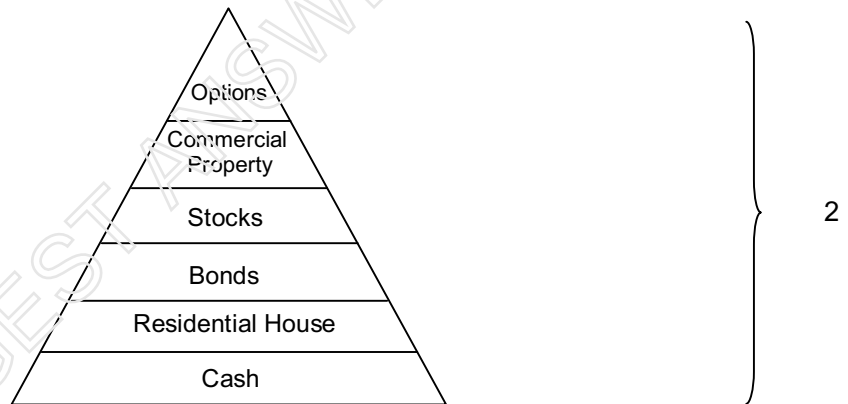 Options
Commercial
Property
Stocks
Bonds
Residential House
Cash
2